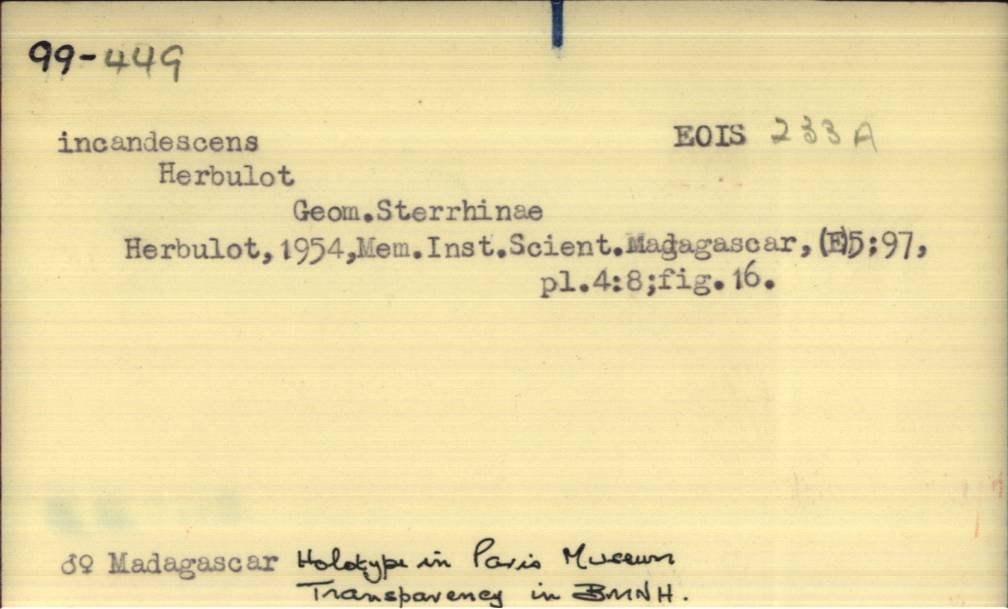 99-449
incandescens EOIS 233A
Herbulot
Geom.Sterrhinae
Herbulot,1954,Mem.Inst.Scient.Madagascar,(E)5:97,
pl.4:8;fig.16.
♂♀ Madagascar Holotype in Paris Museum
Transparency in BMNH.